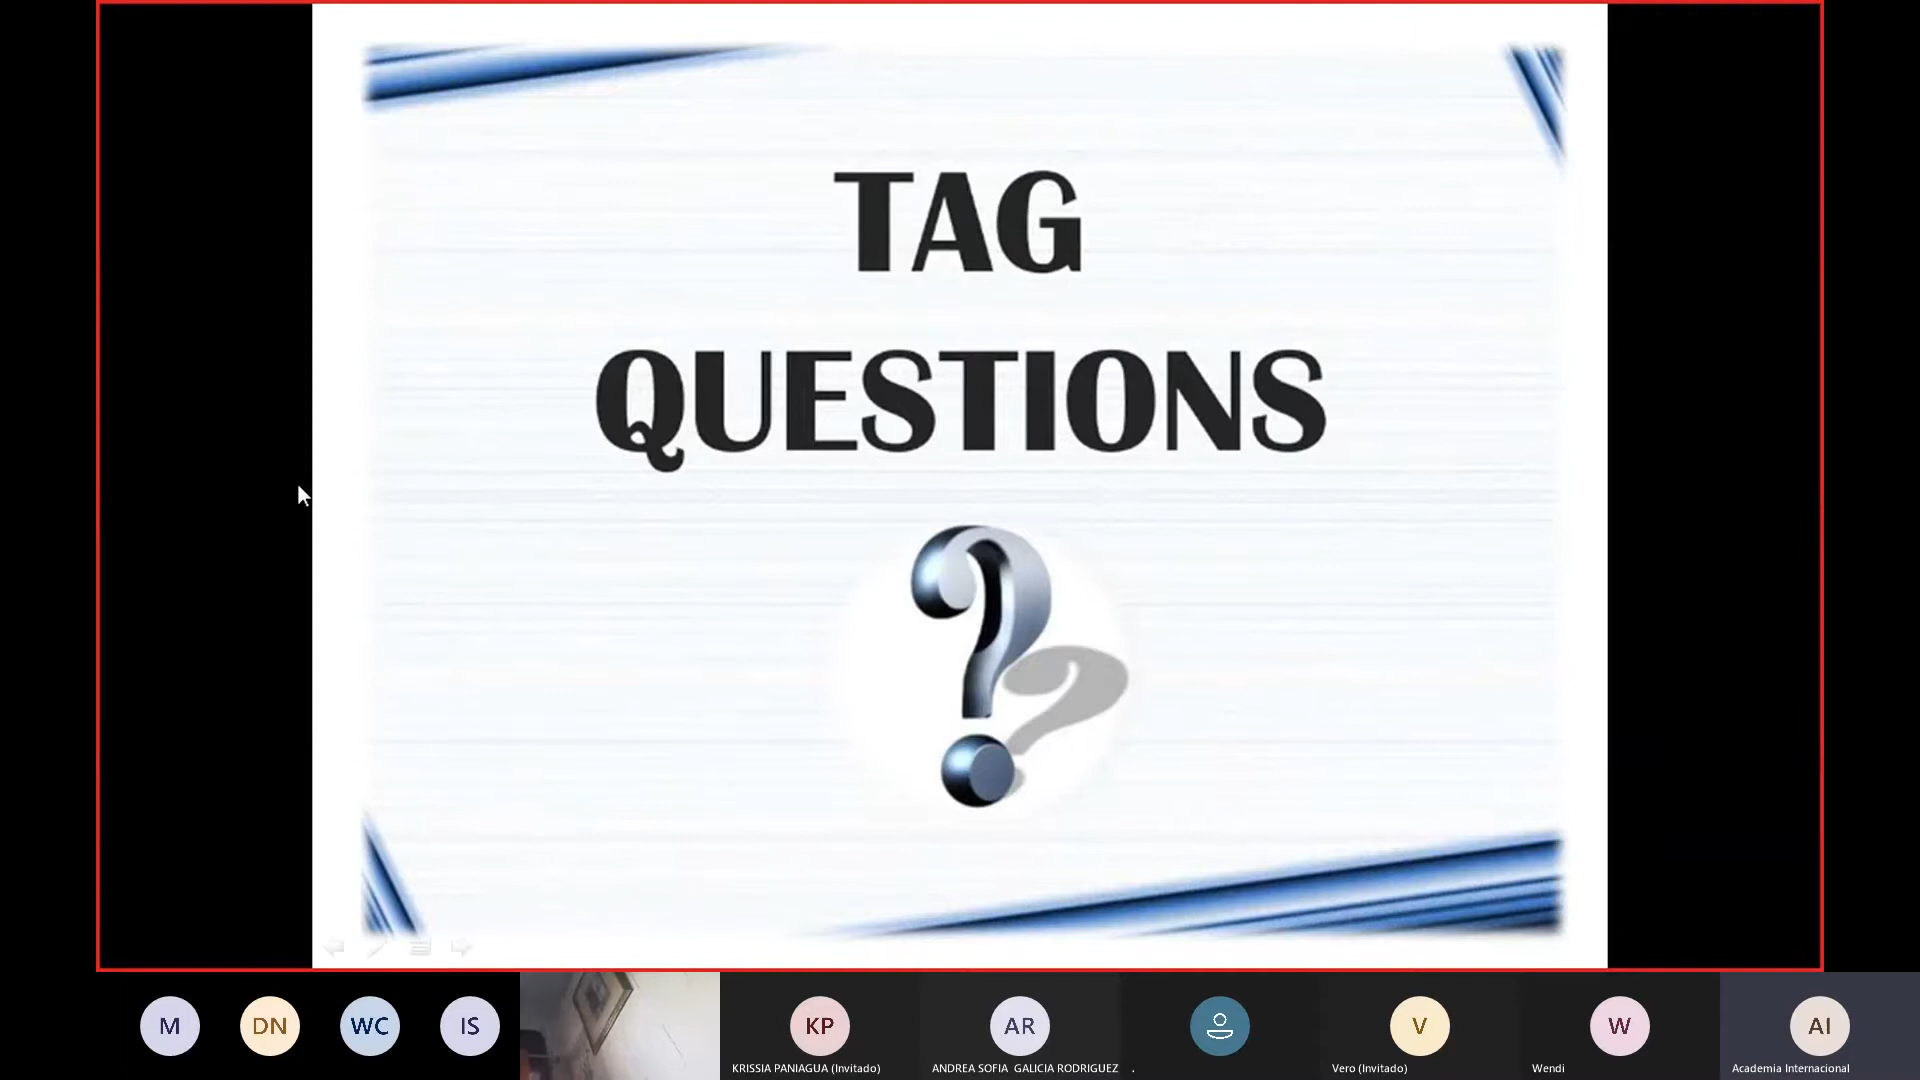 TAG
QUESTIONS
?
M
DN
WC
IS
KP
AR
V
W
AI
KRISSIA PANIAGUA (Invitado)
ANDREA SOFIA GALICIA RODRIGUEZ .
Vero (Invitado)
Wendi
Academia Internacional